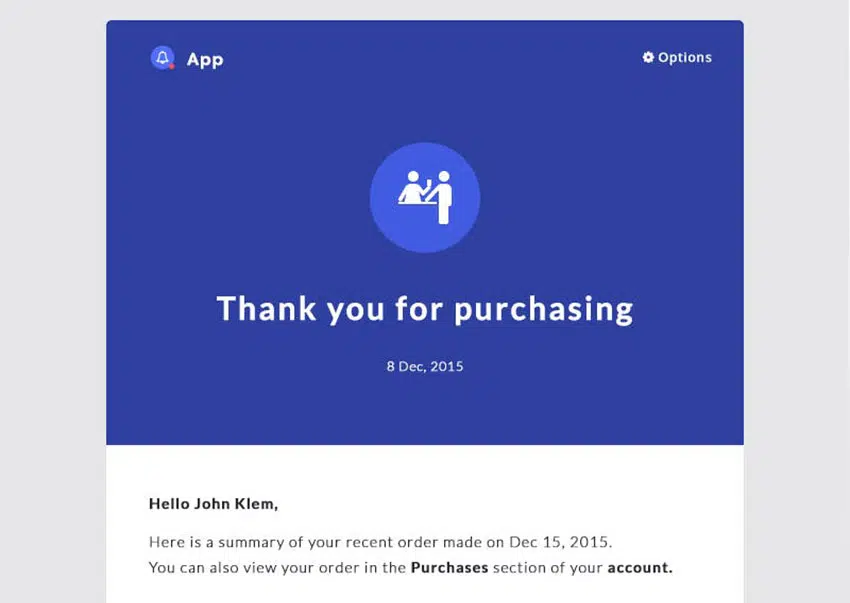 App
Options
Thank you for purchasing
8 Dec, 2015
Hello John Klem,
Here is a summary of your recent order made on Dec 15, 2015.
You can also view your order in the Purchases section of your account.